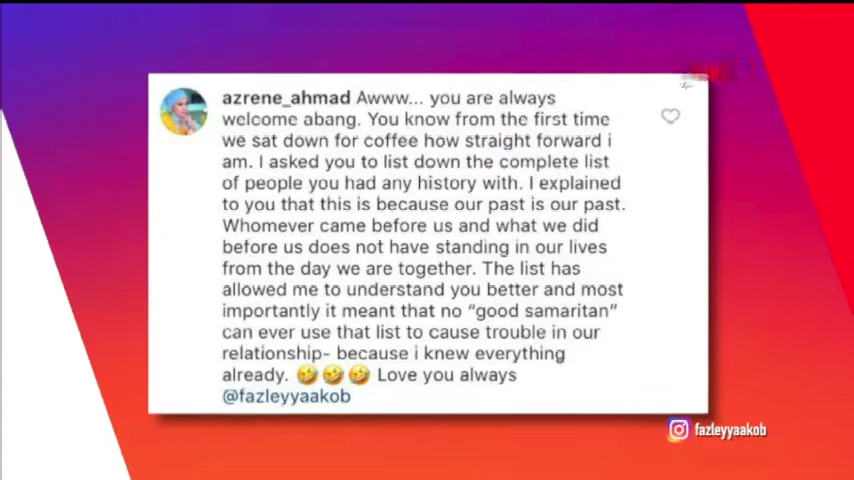 azrene_ahmad Awww... you are always
welcome abang. You know from the first time
we sat down for coffee how straight forward i
am. I asked you to list down the complete list
of people you had any history with. I explained
to you that this is because our past is our past.
Whomever came before us and what we did
before us does not have standing in our lives
from the day we are together. The list has
allowed me to understand you better and most
importantly it meant that no “good samaritan”
can ever use that list to cause trouble in our
relationship- because i knew everything
already. 🤣🤣🤣 Love you always
@fazleyyaakob
fazleyyaakob